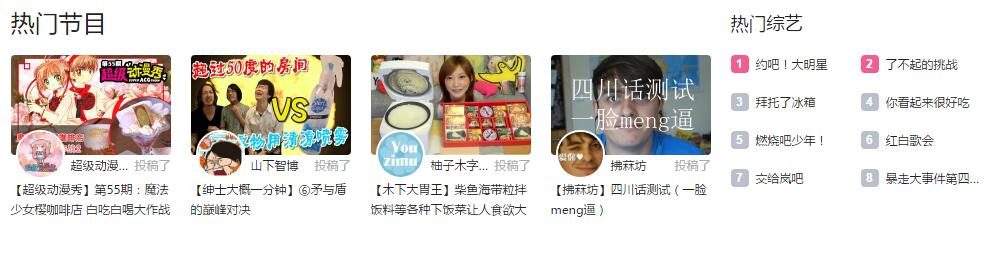 热门节目
第55期
超级动漫秀
超过50度的房间
VS
四川话测试
一脸meng逼
You
zimu
超级动漫... 投稿了
山下智博 投稿了
柚子木字... 投稿了
拂菻坊 投稿了
【超级动漫秀】第55期：魔法
少女樱咖啡店 白吃白喝大作战
【绅士大概一分钟】⑥矛与盾
的巅峰对决
【木下大胃王】柴鱼海带粒拌
饭料等各种下饭菜让人食欲大
【拂菻坊】四川话测试（一脸
meng逼）
热门综艺
1 约吧！大明星
2 了不起的挑战
3 拜托了冰箱
4 你看起来很好吃
5 燃烧吧少年！
6 红白歌会
7 交给岚吧
8 暴走大事件第四...